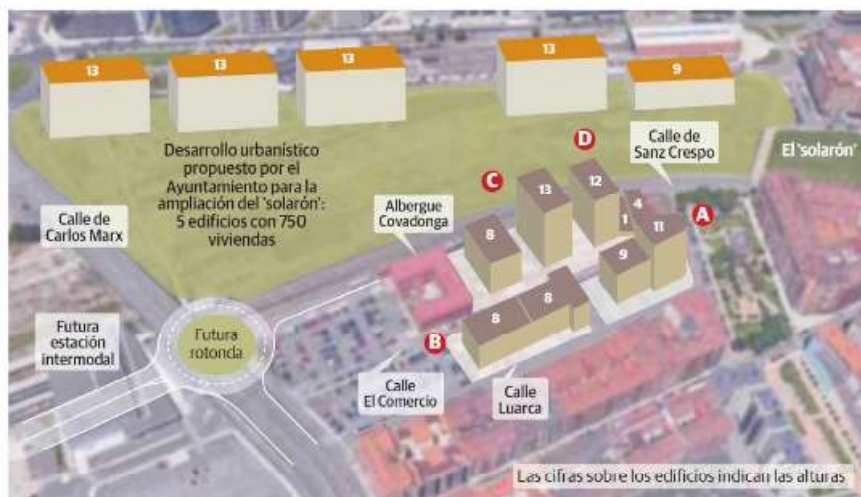 13
13
13
13
9
Desarrollo urbanístico
propuesto por el
Ayuntamiento para la
ampliación del 'solarón':
5 edificios con 750
viviendas
D
Calle de
Sanz Crespo
El 'solarón'
C
Calle de
Carlos Marx
Albergue
Covadonga
8
13
12
4
1
11
A
9
8
8
B
Futura
estación
intermodal
Futura
rotonda
Calle
El Comercio
Calle
Luarca
Las cifras sobre los edificios indican las alturas